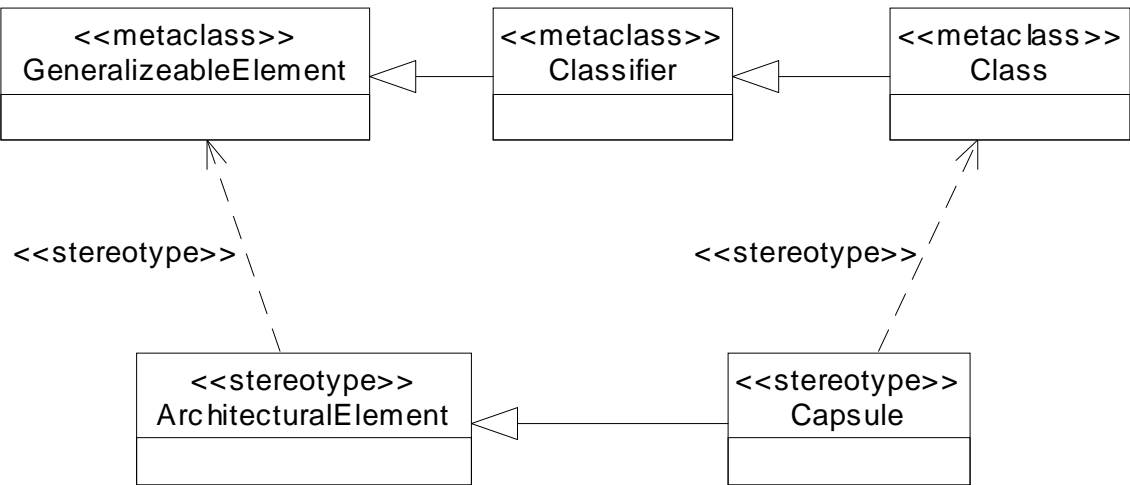 <<metaclass>>
GeneralizeableElement
<<metaclass>>
Classifier
<<metaclass>>
Class
<<stereotype>>
<<stereotype>>
<<stereotype>>
ArchitecturalElement
<<stereotype>>
Capsule